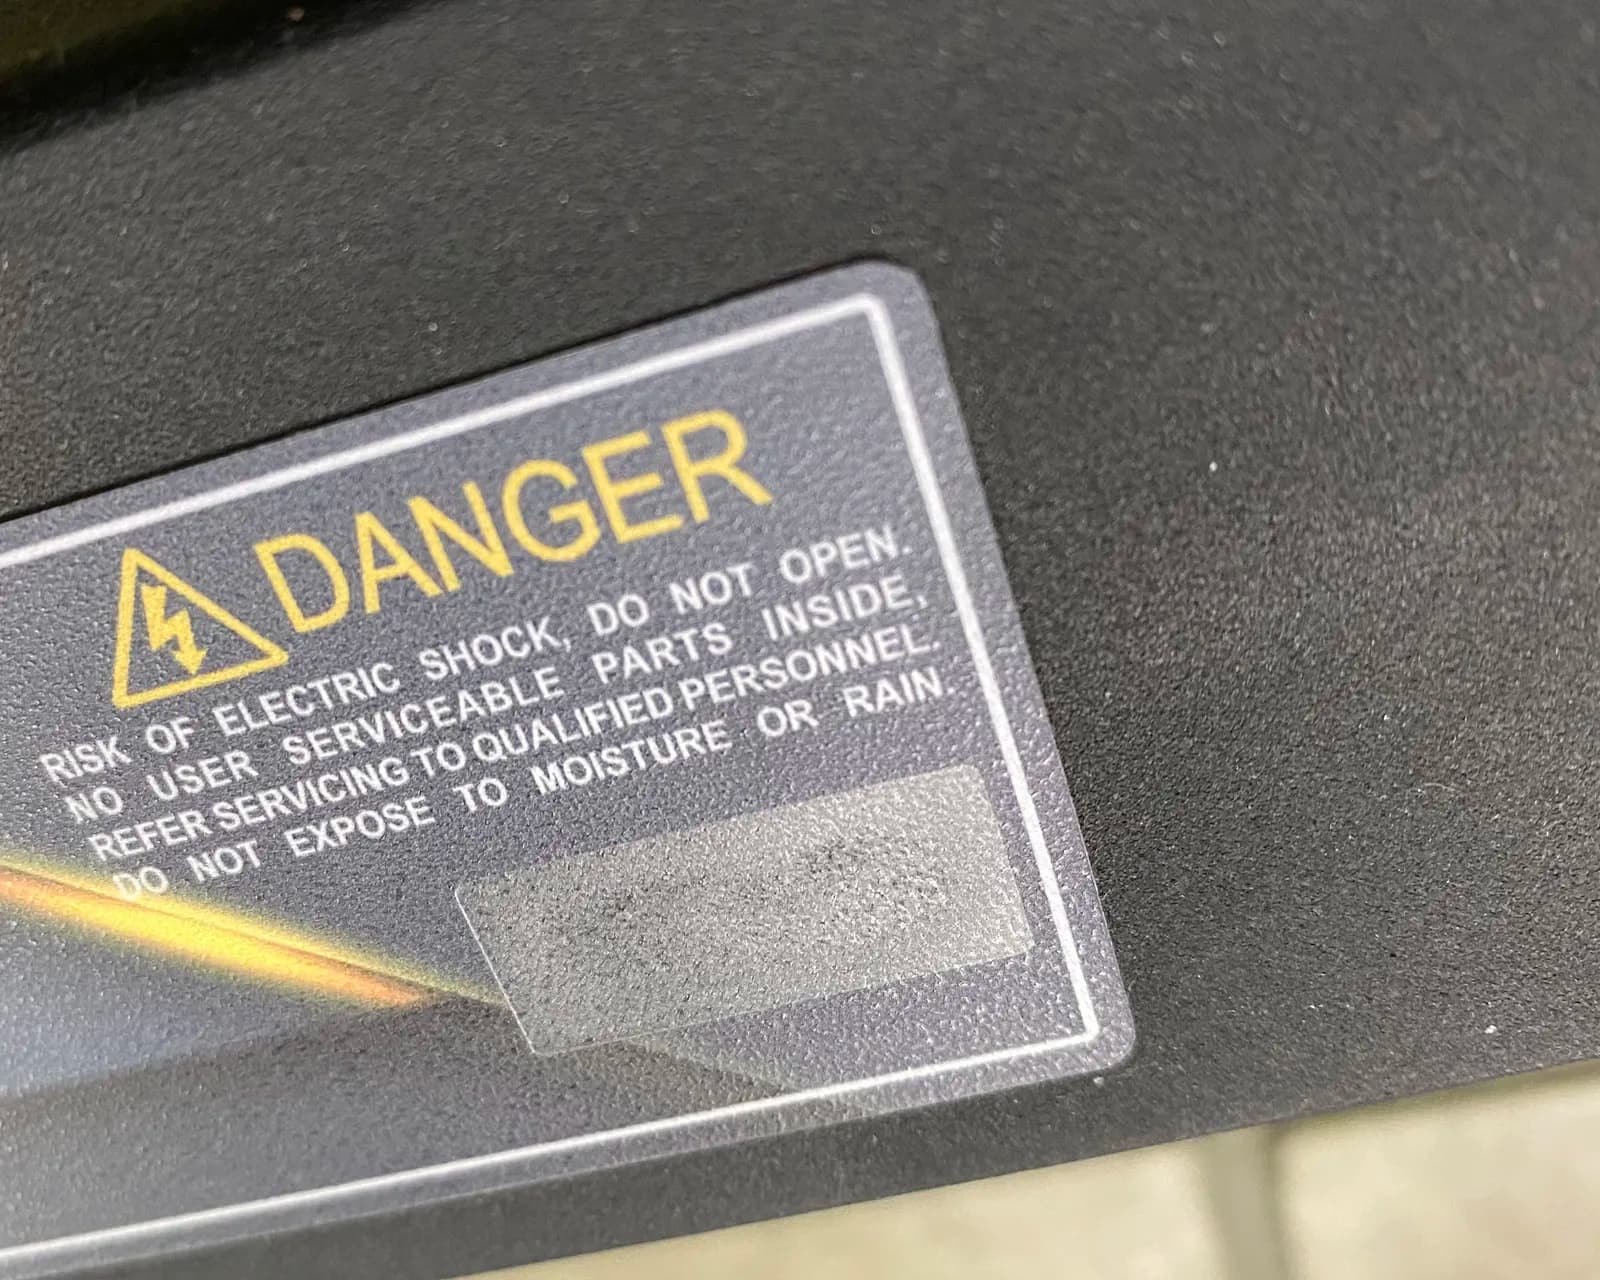 DANGER
RISK OF ELECTRIC SHOCK, DO NOT OPEN.
NO USER SERVICEABLE PARTS INSIDE,
REFER SERVICING TO QUALIFIED PERSONNEL.
DO NOT EXPOSE TO MOISTURE OR RAIN.